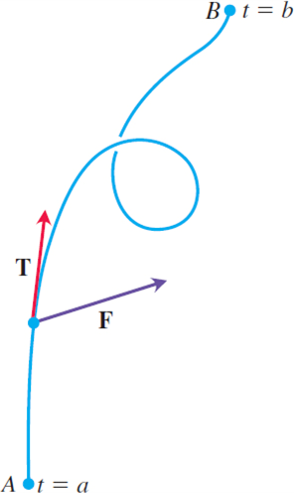 B t = b
T
F
A t = a